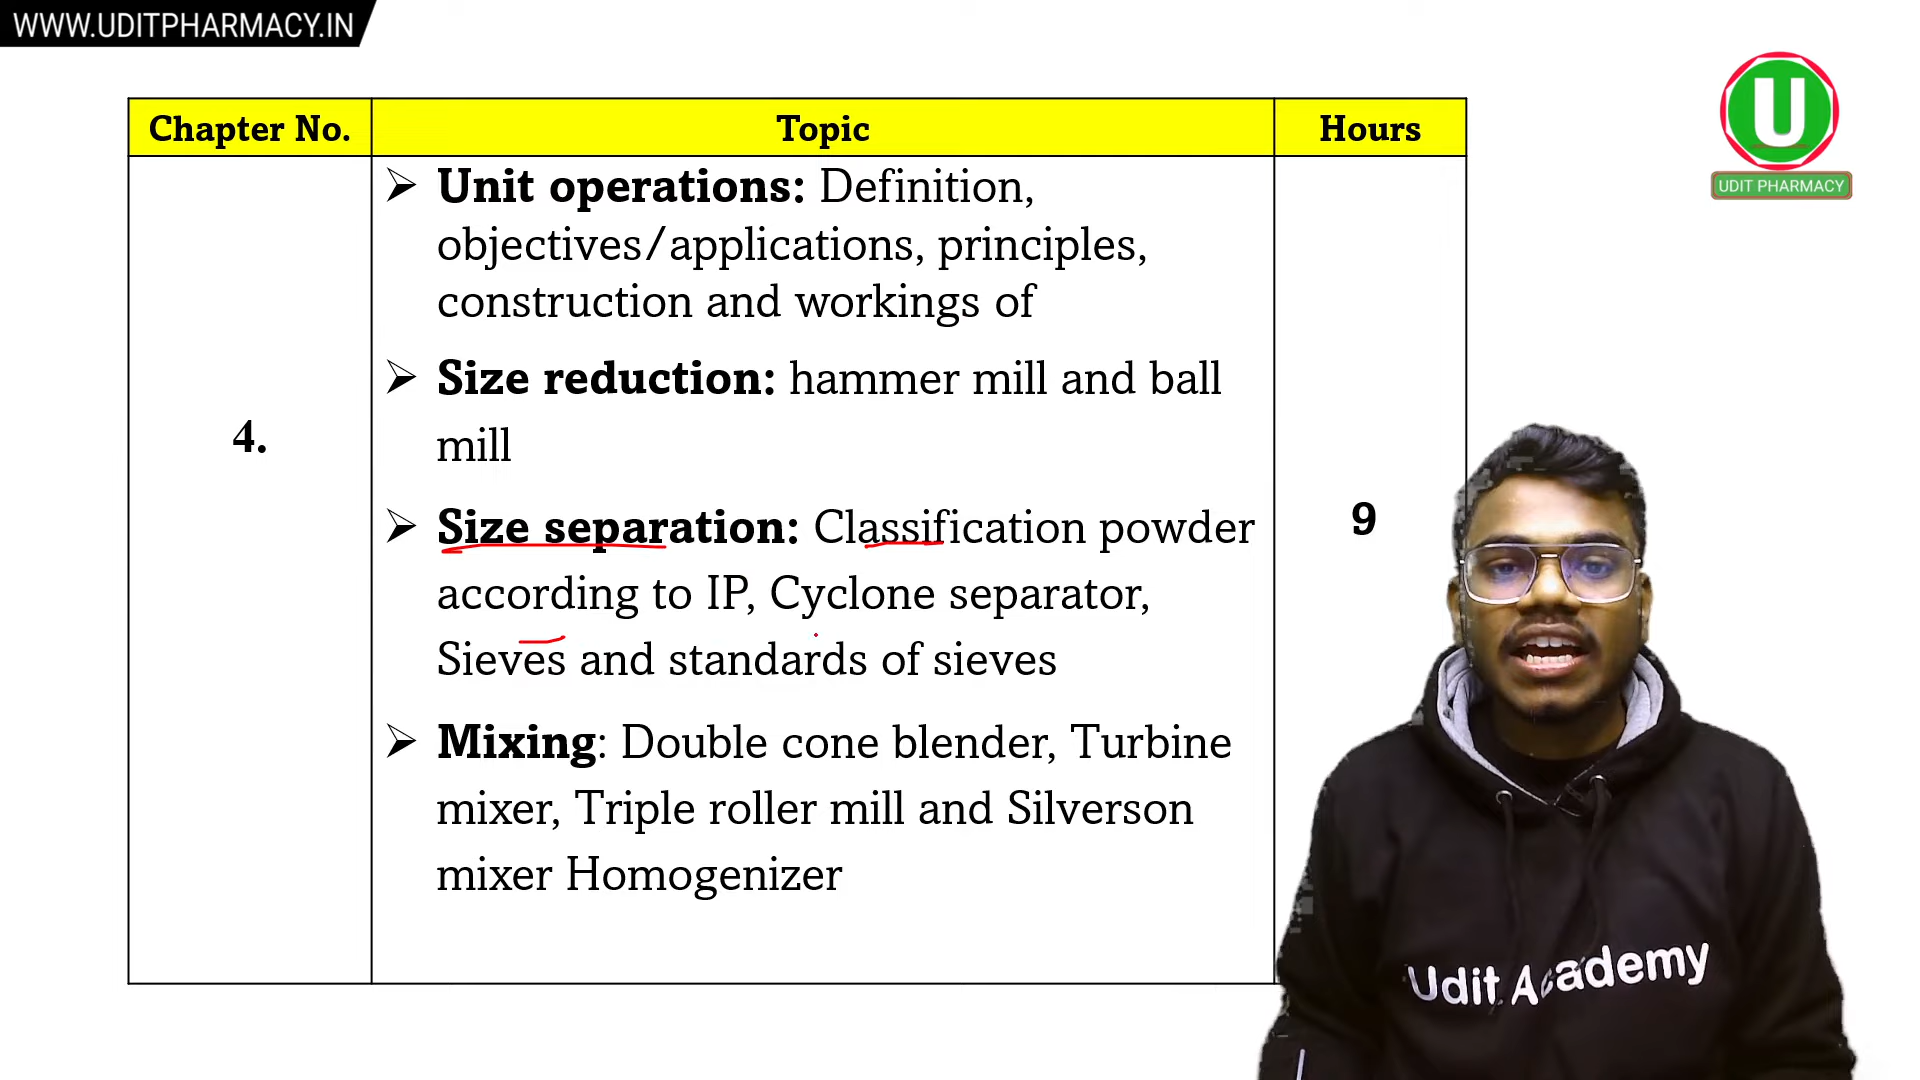 WWW.UDITPHARMACY.IN
U
UDIT PHARMACY
Chapter No. Topic Hours
4.
➢ Unit operations: Definition,
objectives/applications, principles,
construction and workings of
➢ Size reduction: hammer mill and ball
mill
➢ Size separation: Classification powder
according to IP, Cyclone separator,
Sieves and standards of sieves
➢ Mixing: Double cone blender, Turbine
mixer, Triple roller mill and Silverson
mixer Homogenizer
9
Udit Academy